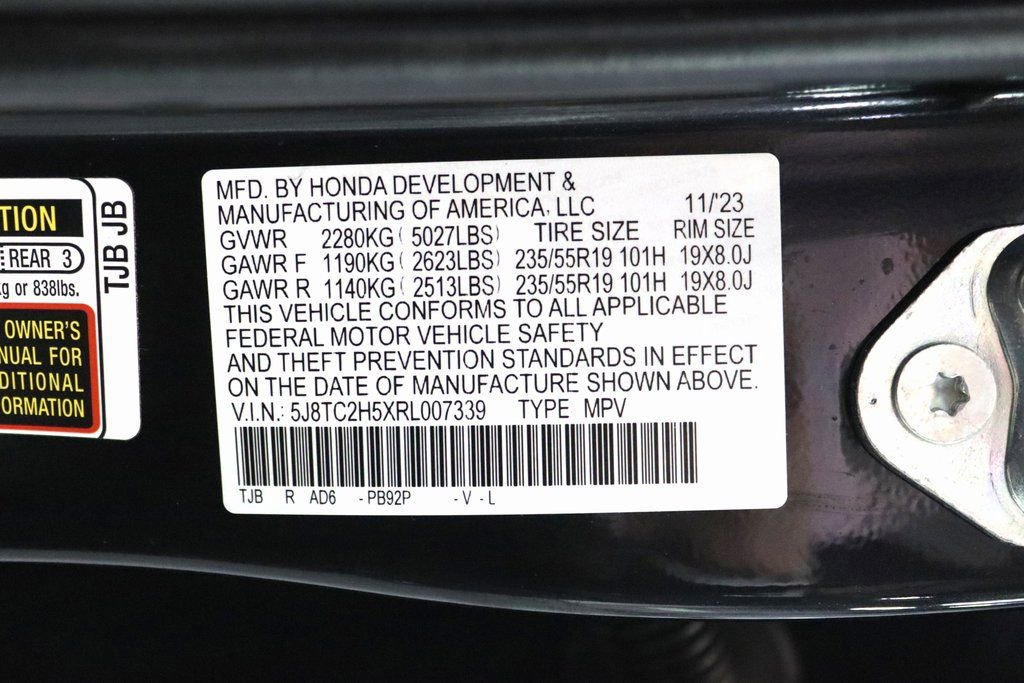 TION
REAR 3
kg or 838lbs.
OWNER'S
NUAL FOR
DITIONAL
ORMATION
TJB JB
MFD. BY HONDA DEVELOPMENT &
MANUFACTURING OF AMERICA, LLC 11/'23
GVWR 2280KG ( 5027LBS) TIRE SIZE RIM SIZE
GAWR F 1190KG ( 2623LBS) 235/55R19 101H 19X8.0J
GAWR R 1140KG ( 2513LBS) 235/55R19 101H 19X8.0J
THIS VEHICLE CONFORMS TO ALL APPLICABLE
FEDERAL MOTOR VEHICLE SAFETY
AND THEFT PREVENTION STANDARDS IN EFFECT
ON THE DATE OF MANUFACTURE SHOWN ABOVE.
V.I.N.: 5J8TC2H5XRL007339 TYPE MPV
TJB R AD6 -PB92P -V -L